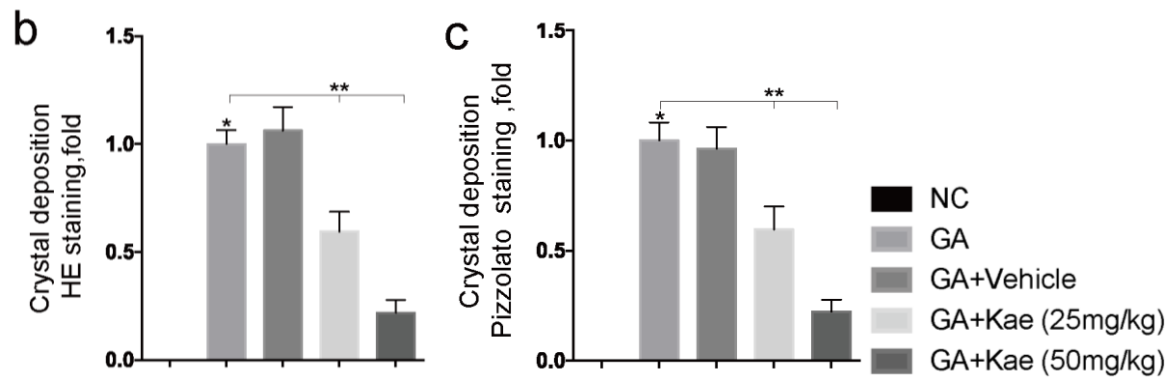 b
Crystal deposition
HE staining,fold
1.5
1.0
0.5
0.0
*
**
c
Crystal deposition
Pizzolato staining ,fold
1.5
1.0
0.5
0.0
*
**
NC
GA
GA+Vehicle
GA+Kae (25mg/kg)
GA+Kae (50mg/kg)